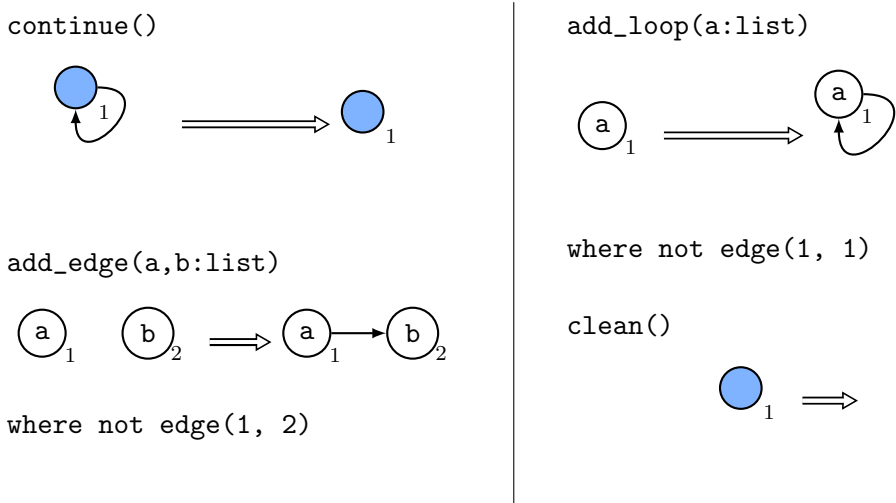 continue()
1
1
add_edge(a,b:list)
a
1
b
2
a
1
b
2
where not edge(1, 2)
add_loop(a:list)
a
1
a
1
where not edge(1, 1)
clean()
1